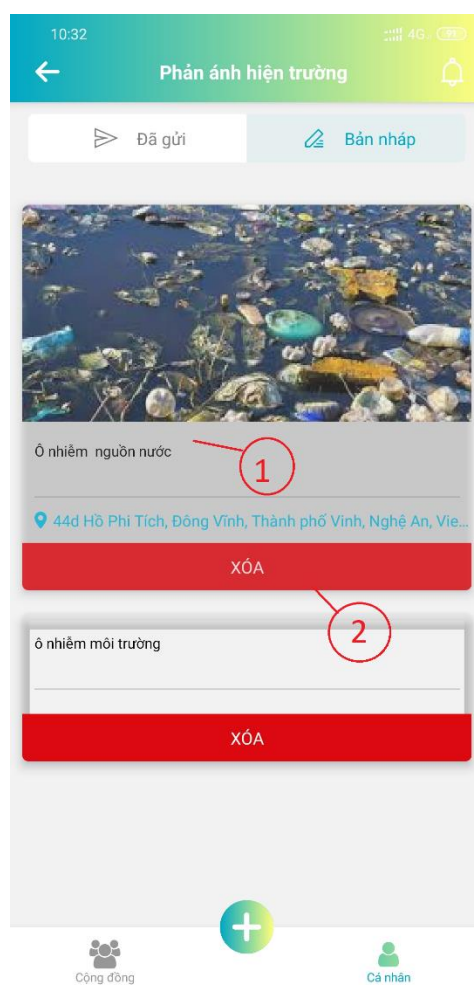 10:32
4G
Phản ánh hiện trường
Đã gửi
Bản nháp
Ô nhiễm nguồn nước
1
44d Hồ Phi Tích, Đông Vĩnh, Thành phố Vinh, Nghệ An, Vie...
XÓA
2
ô nhiễm môi trường
XÓA
Cộng đồng
Cá nhân